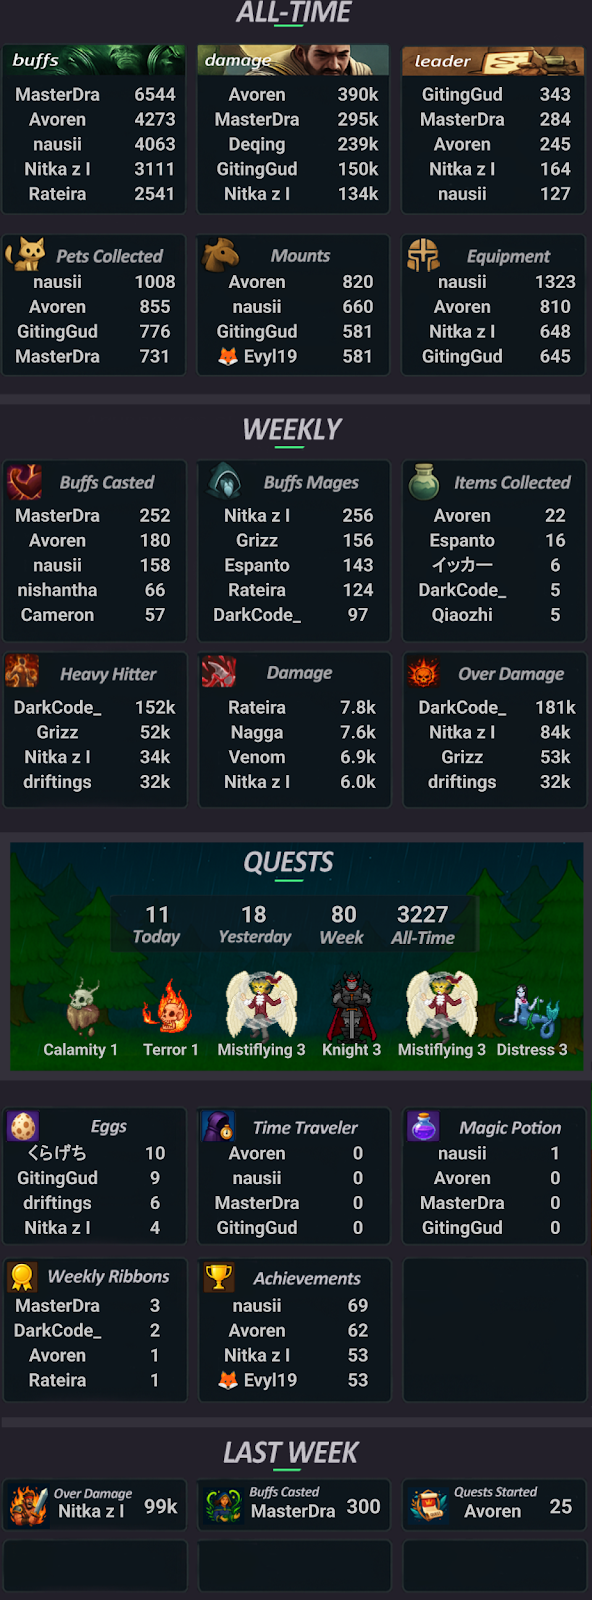 ALL-TIME
buffs
MasterDra 6544
Avoren 4273
nausii 4063
Nitka z l 3111
Rateira 2541
damage
Avoren 390k
MasterDra 295k
Deqing 239k
GitingGud 150k
Nitka z l 134k
leader
GitingGud 343
MasterDra 284
Avoren 245
Nitka z l 164
nausii 127
Pets Collected
nausii 1008
Avoren 855
GitingGud 776
MasterDra 731
Mounts
Avoren 820
nausii 660
GitingGud 581
🦊 Evyl19 581
Equipment
nausii 1323
Avoren 810
Nitka z l 648
GitingGud 645
WEEKLY
Buffs Casted
MasterDra 252
Avoren 180
nausii 158
nishantha 66
Cameron 57
Buffs Mages
Nitka z l 256
Grizz 156
Espanto 143
Rateira 124
DarkCode_ 97
Items Collected
Avoren 22
Espanto 16
イッカー 6
DarkCode_ 5
Qiaozhi 5
Heavy Hitter
DarkCode_ 152k
Grizz 52k
Nitka z l 34k
driftings 32k
Damage
Rateira 7.8k
Nagga 7.6k
Venom 6.9k
Nitka z l 6.0k
Over Damage
DarkCode_ 181k
Nitka z l 84k
Grizz 53k
driftings 32k
QUESTS
11 18 80 3227
Today Yesterday Week All-Time
Calamity 1 Terror 1 Mistiflying 3 Knight 3 Mistiflying 3 Distress 3
Eggs
くらげち 10
GitingGud 9
driftings 6
Nitka z l 4
Time Traveler
Avoren 0
nausii 0
MasterDra 0
GitingGud 0
Magic Potion
nausii 1
Avoren 0
MasterDra 0
GitingGud 0
Weekly Ribbons
MasterDra 3
DarkCode_ 2
Avoren 1
Rateira 1
Achievements
nausii 69
Avoren 62
Nitka z l 53
🦊 Evyl19 53
LAST WEEK
Over Damage
Nitka z l 99k
Buffs Casted
MasterDra 300
Quests Started
Avoren 25